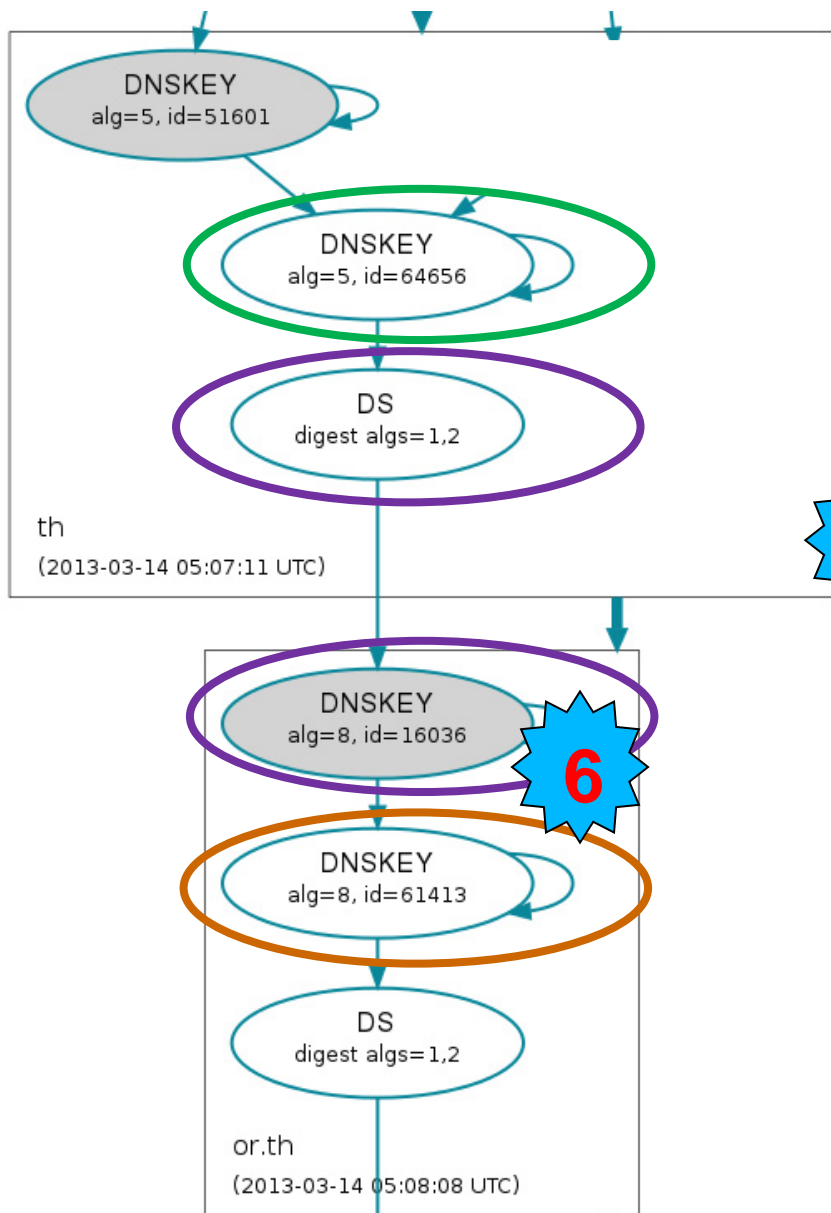 DNSKEY
alg=5, id=51601
DNSKEY
alg=5, id=64656
DS
digest algs=1,2
th
(2013-03-14 05:07:11 UTC)
DNSKEY
alg=8, id=16036
6
DNSKEY
alg=8, id=61413
DS
digest algs=1,2
or.th
(2013-03-14 05:08:08 UTC)